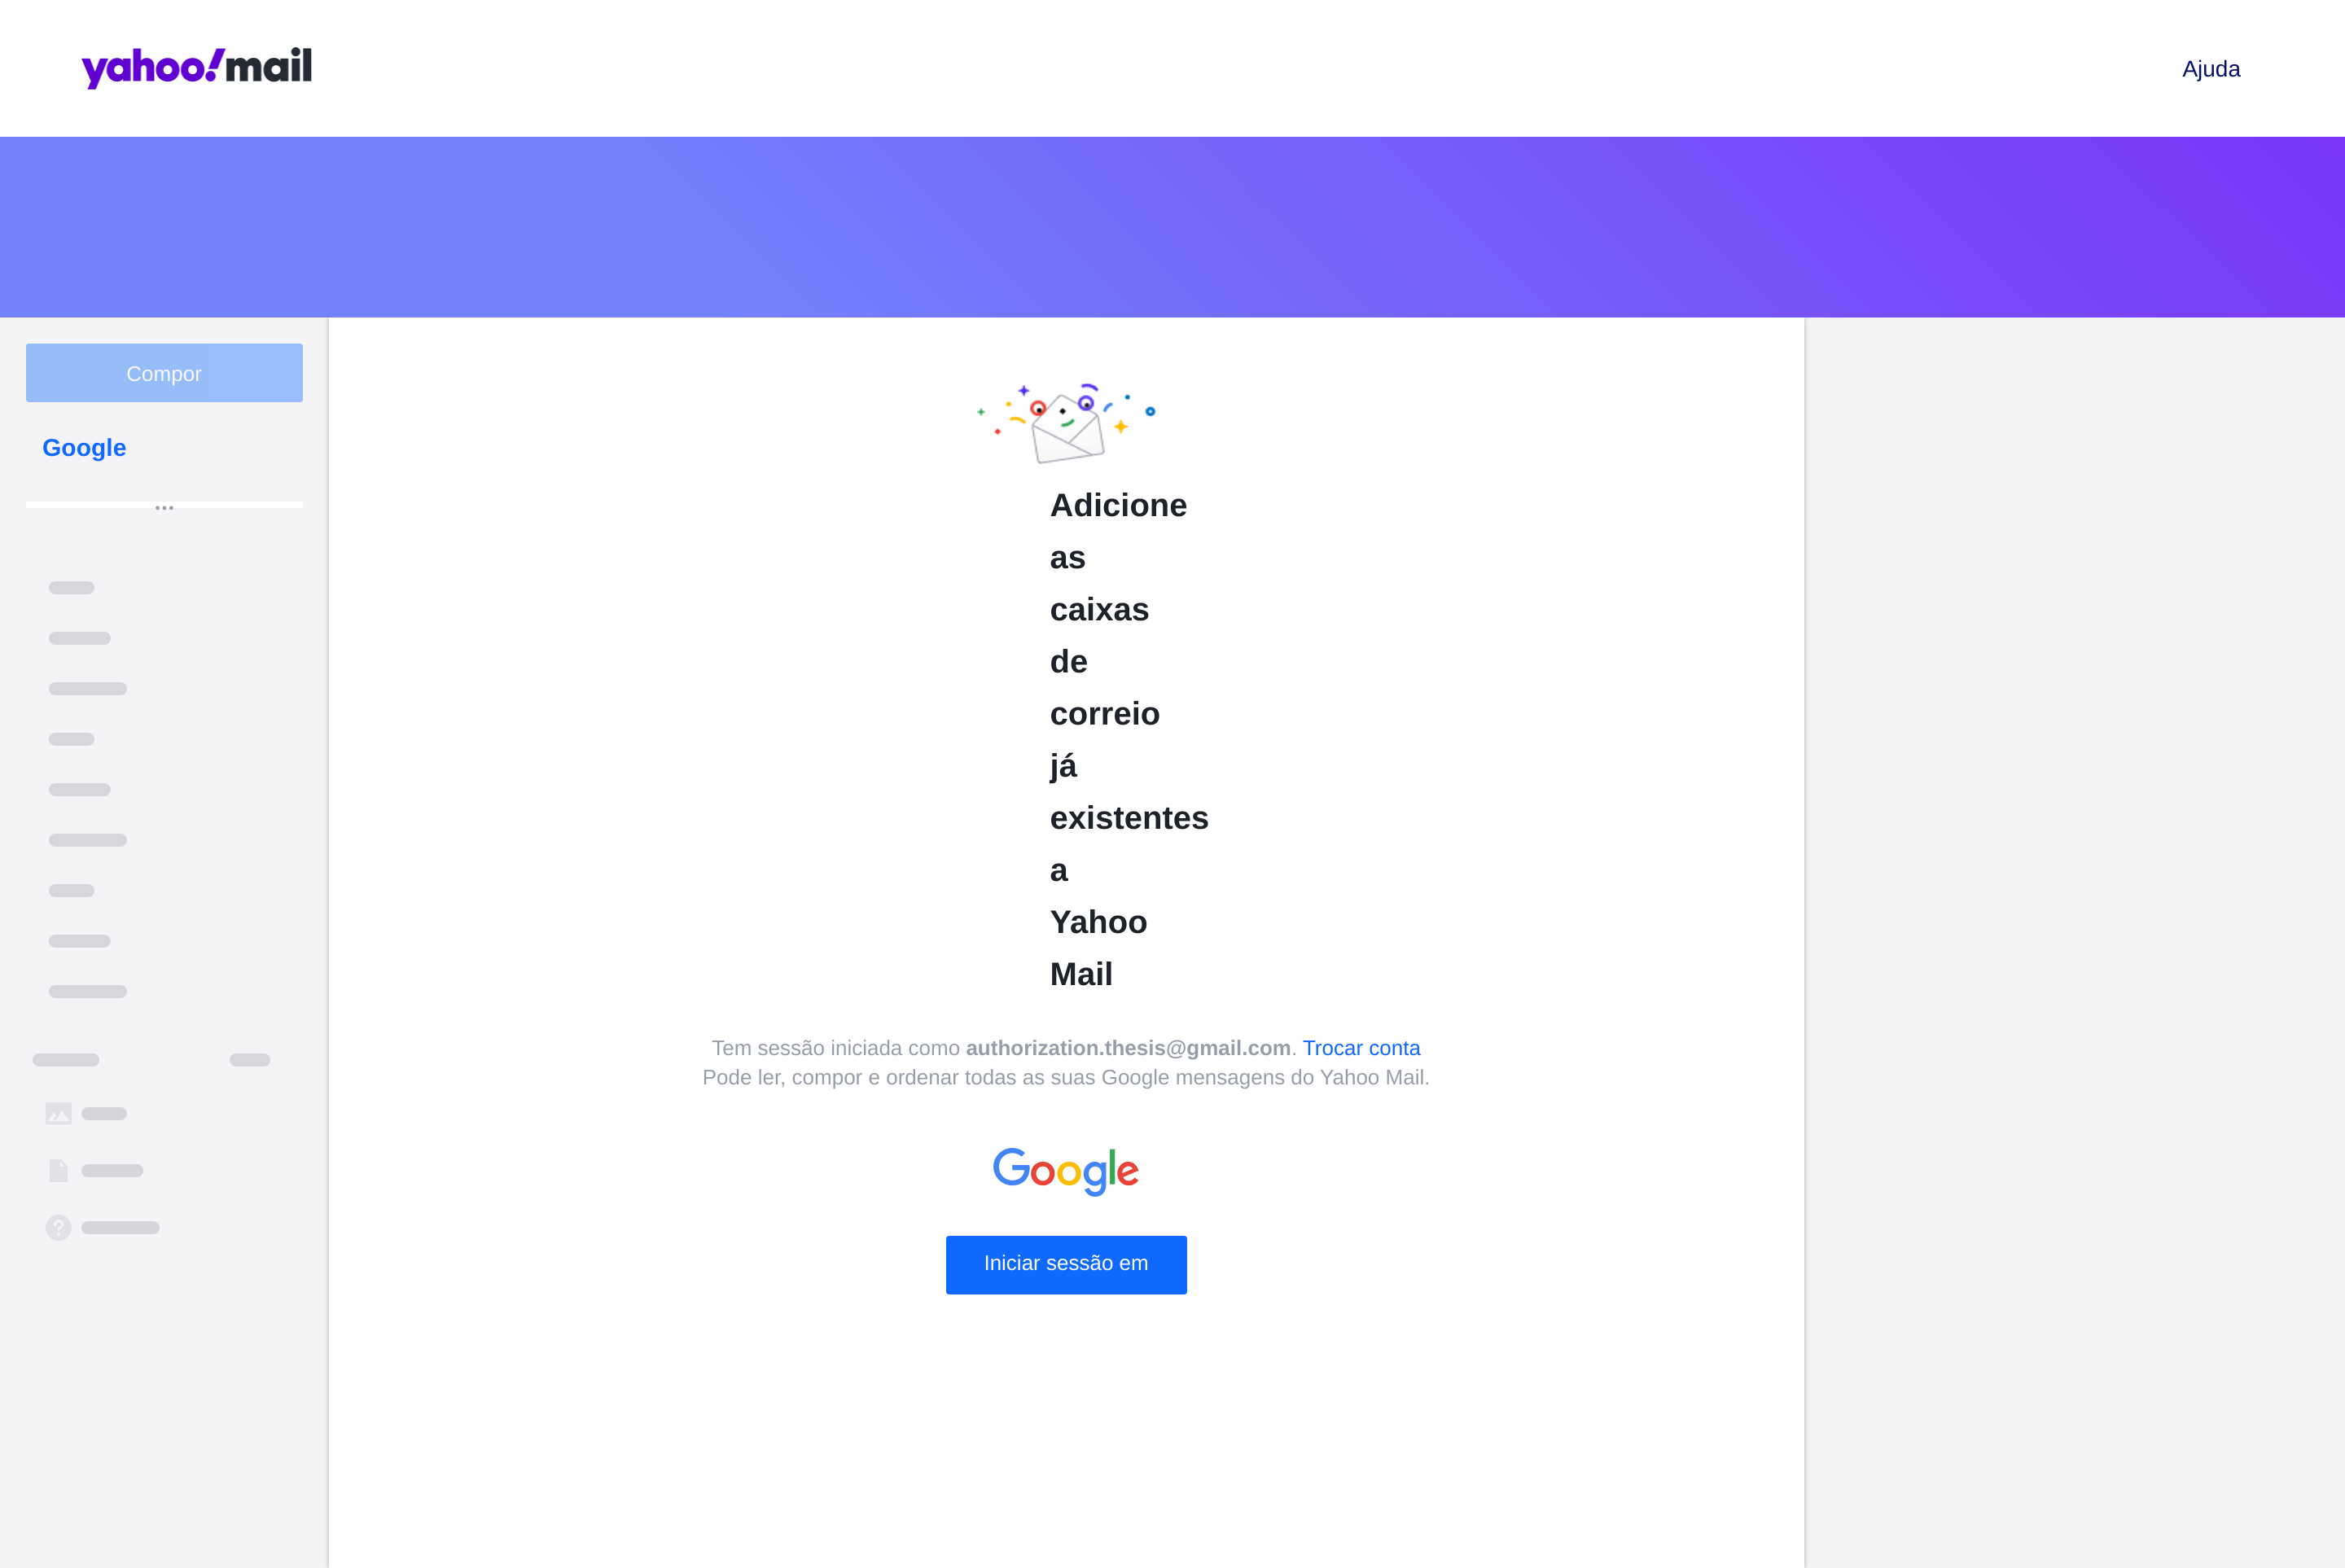 yahoo!mail
Ajuda
Compor
Google
Adicione
as
caixas
de
correio
já
existentes
a
Yahoo
Mail
Tem sessão iniciada como authorization.thesis@gmail.com. Trocar conta
Pode ler, compor e ordenar todas as suas Google mensagens do Yahoo Mail.
Google
Iniciar sessão em